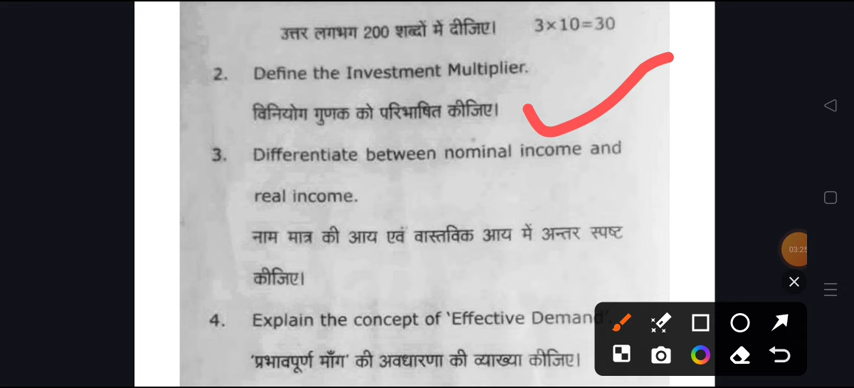 उत्तर लगभग 200 शब्दों में दीजिए। 3×10=30
2. Define the Investment Multiplier.
विनियोग गुणक को परिभाषित कीजिए।
3. Differentiate between nominal income and
real income.
नाम मात्र की आय एवं वास्तविक आय में अन्तर स्पष्ट
कीजिए।
03:25
4. Explain the concept of 'Effective Demand'
'प्रभावपूर्ण माँग' की अवधारणा की व्याख्या कीजिए।